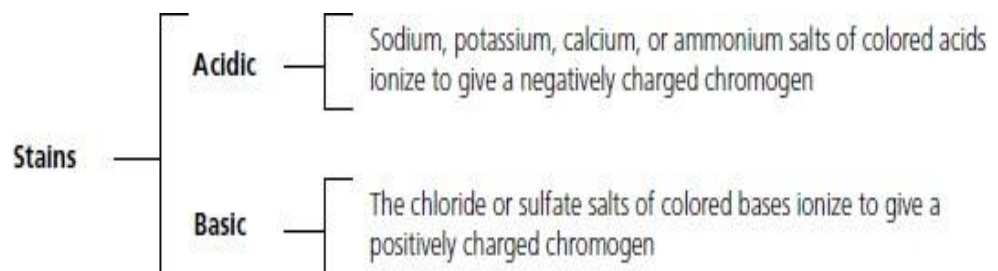 Acidic
Sodium, potassium, calcium, or ammonium salts of colored acids
ionize to give a negatively charged chromogen
Stains
Basic
The chloride or sulfate salts of colored bases ionize to give a
positively charged chromogen